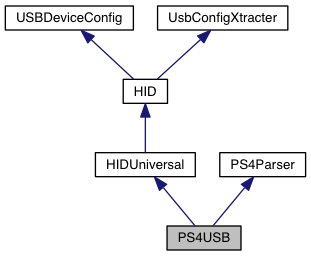 USBDeviceConfig
UsbConfigXtracter
HID
HIDUniversal
PS4Parser
PS4USB